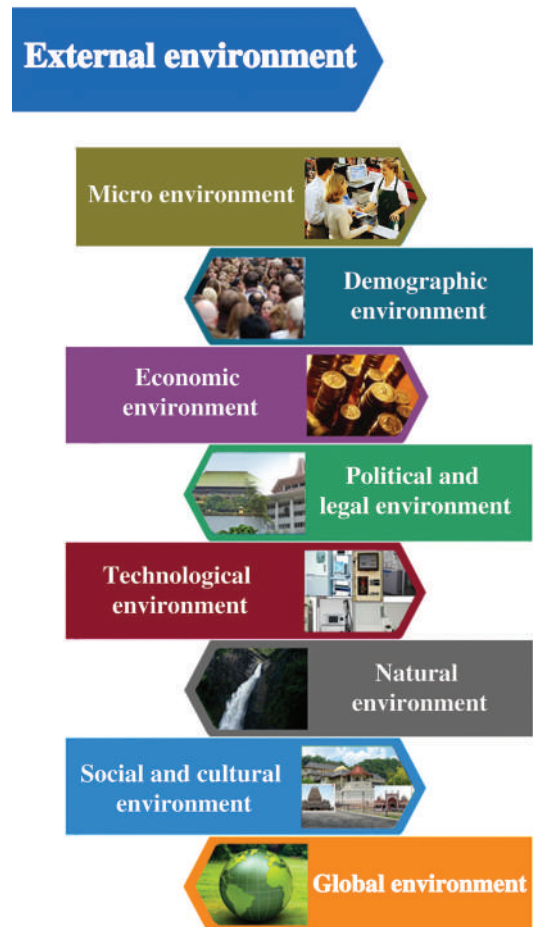 External environment
Micro environment
Demographic
environment
Economic
environment
Political and
legal environment
Technological
environment
Natural
environment
Social and cultural
environment
Global environment